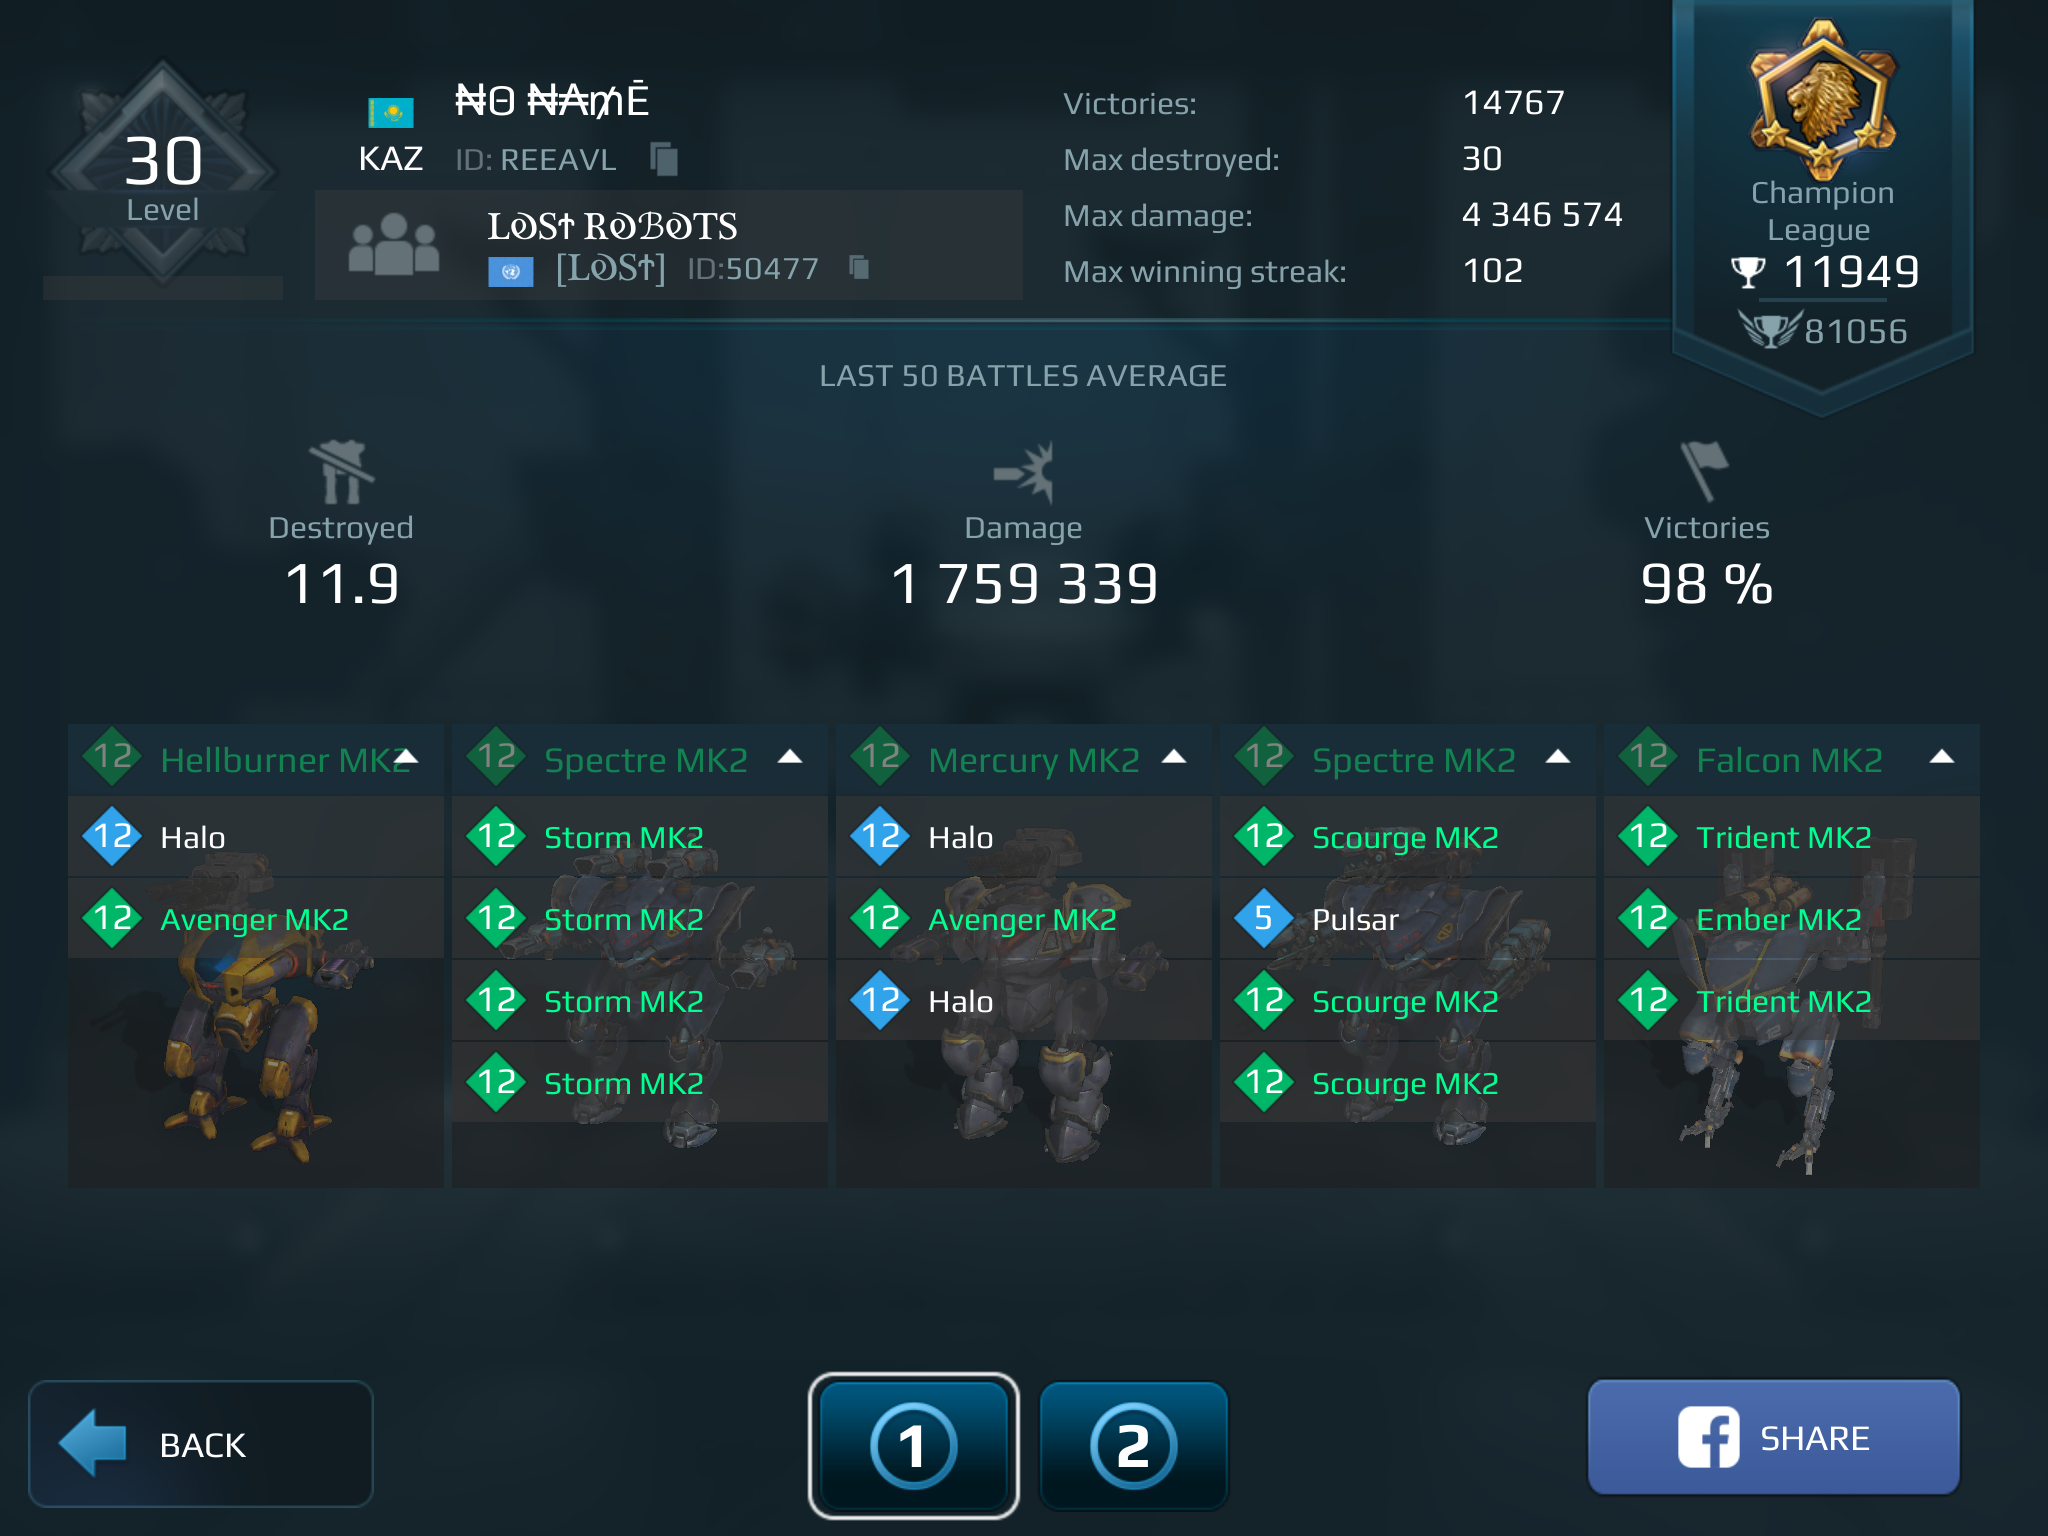 30
Level
₦Θ ₦₳₥Ē
KAZ
ID: REEAVL
LᘐSϮ RᘐᗷᘐTS
[LᘐSϮ] ID:50477
Victories: 14767
Max destroyed: 30
Max damage: 4 346 574
Max winning streak: 102
Champion
League
11949
81056
LAST 50 BATTLES AVERAGE
Destroyed
11.9
Damage
1 759 339
Victories
98 %
12 Hellburner MK2
12 Halo
12 Avenger MK2
12 Spectre MK2
12 Storm MK2
12 Storm MK2
12 Storm MK2
12 Storm MK2
12 Mercury MK2
12 Halo
12 Avenger MK2
12 Halo
12 Spectre MK2
12 Scourge MK2
5 Pulsar
12 Scourge MK2
12 Scourge MK2
12 Falcon MK2
12 Trident MK2
12 Ember MK2
12 Trident MK2
BACK
1
2
SHARE